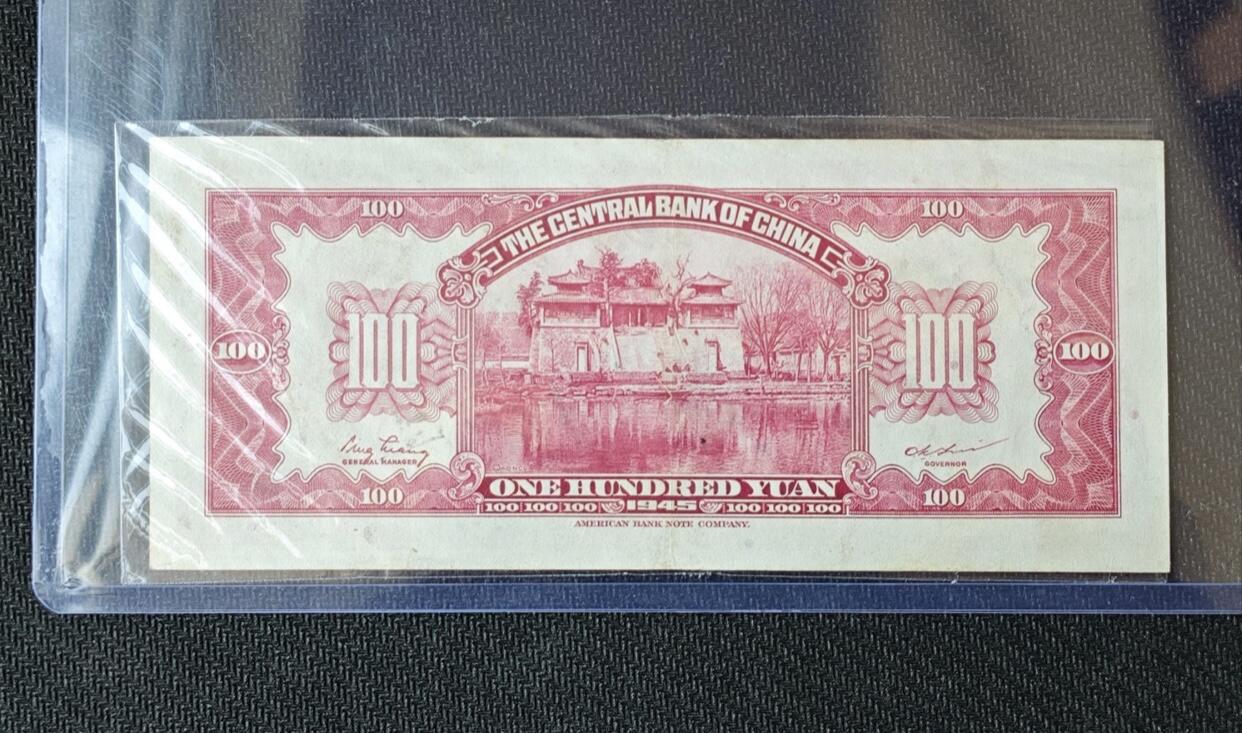 THE CENTRAL BANK OF CHINA
100 100
100 100 100 100
GENERAL MANAGER
GOVERNOR
100 100
ONE HUNDRED YUAN
100 100 100 1945 100 100 100
AMERICAN BANK NOTE COMPANY.